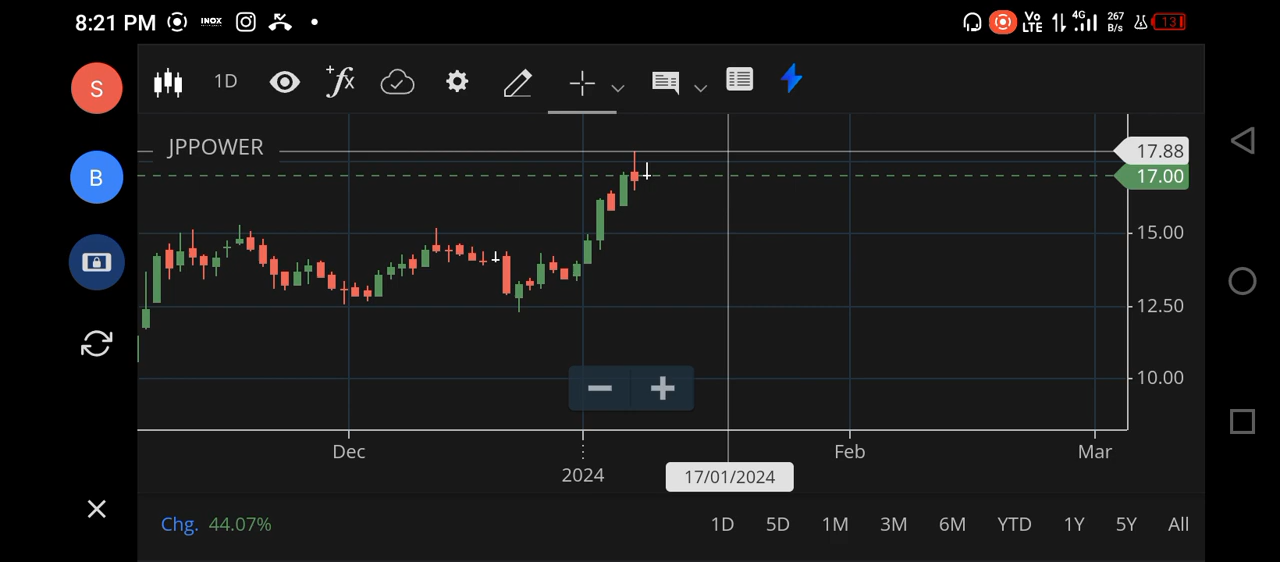 8:21 PM INOX Vo LTE 4G 267 B/s 13
S
1D
fx
JPPOWER
17.88
B
17.00
15.00
12.50
10.00
Dec
Feb
Mar
2024
17/01/2024
Chg. 44.07%
1D 5D 1M 3M 6M YTD 1Y 5Y All